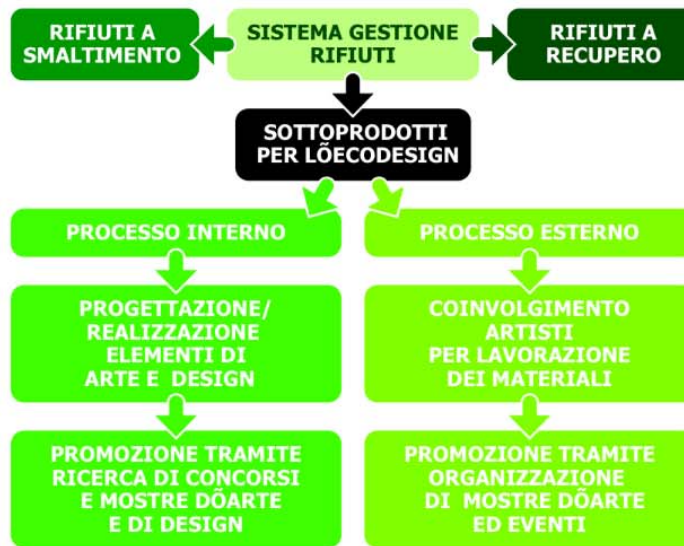 RIFIUTI A
SMALTIMENTO
SISTEMA GESTIONE
RIFIUTI
RIFIUTI A
RECUPERO
SOTTOPRODOTTI
PER LÕECODESIGN
PROCESSO INTERNO
PROCESSO ESTERNO
PROGETTAZIONE/
REALIZZAZIONE
ELEMENTI DI
ARTE E DESIGN
COINVOLGIMENTO
ARTISTI
PER LAVORAZIONE
DEI MATERIALI
PROMOZIONE TRAMITE
RICERCA DI CONCORSI
E MOSTRE DÕARTE
E DI DESIGN
PROMOZIONE TRAMITE
ORGANIZZAZIONE
DI MOSTRE DÕARTE
ED EVENTI